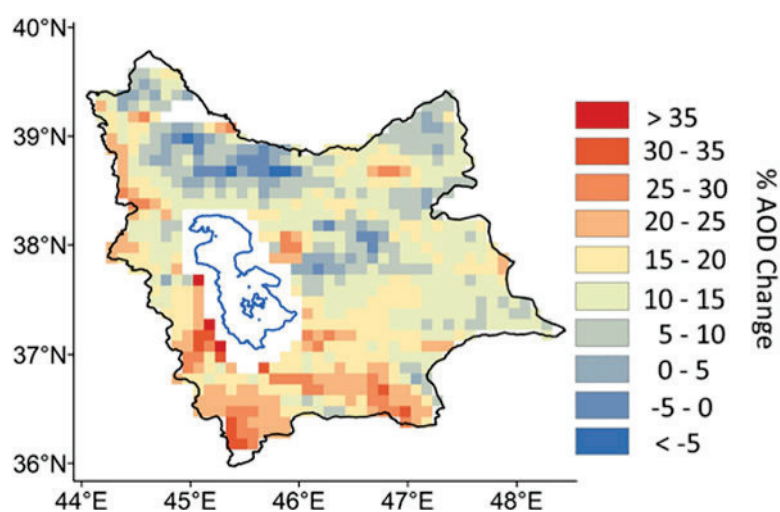 40°N
39°N
38°N
37°N
36°N
44°E 45°E 46°E 47°E 48°E
> 35
30 - 35
25 - 30
20 - 25
15 - 20
10 - 15
5 - 10
0 - 5
-5 - 0
< -5
% AOD Change